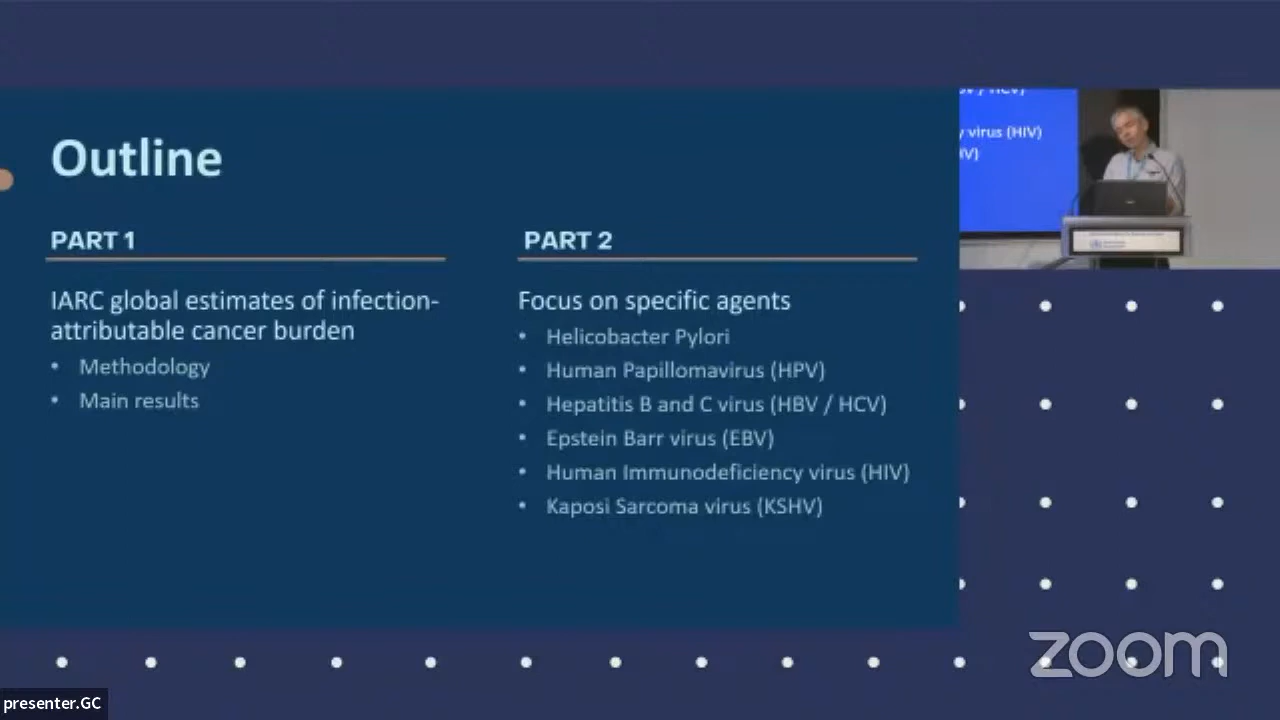 Outline
PART 1
IARC global estimates of infection-
attributable cancer burden
• Methodology
• Main results
PART 2
Focus on specific agents
• Helicobacter Pylori
• Human Papillomavirus (HPV)
• Hepatitis B and C virus (HBV / HCV)
• Epstein Barr virus (EBV)
• Human Immunodeficiency virus (HIV)
• Kaposi Sarcoma virus (KSHV)
y virus (HIV)
zoom
presenter.GC